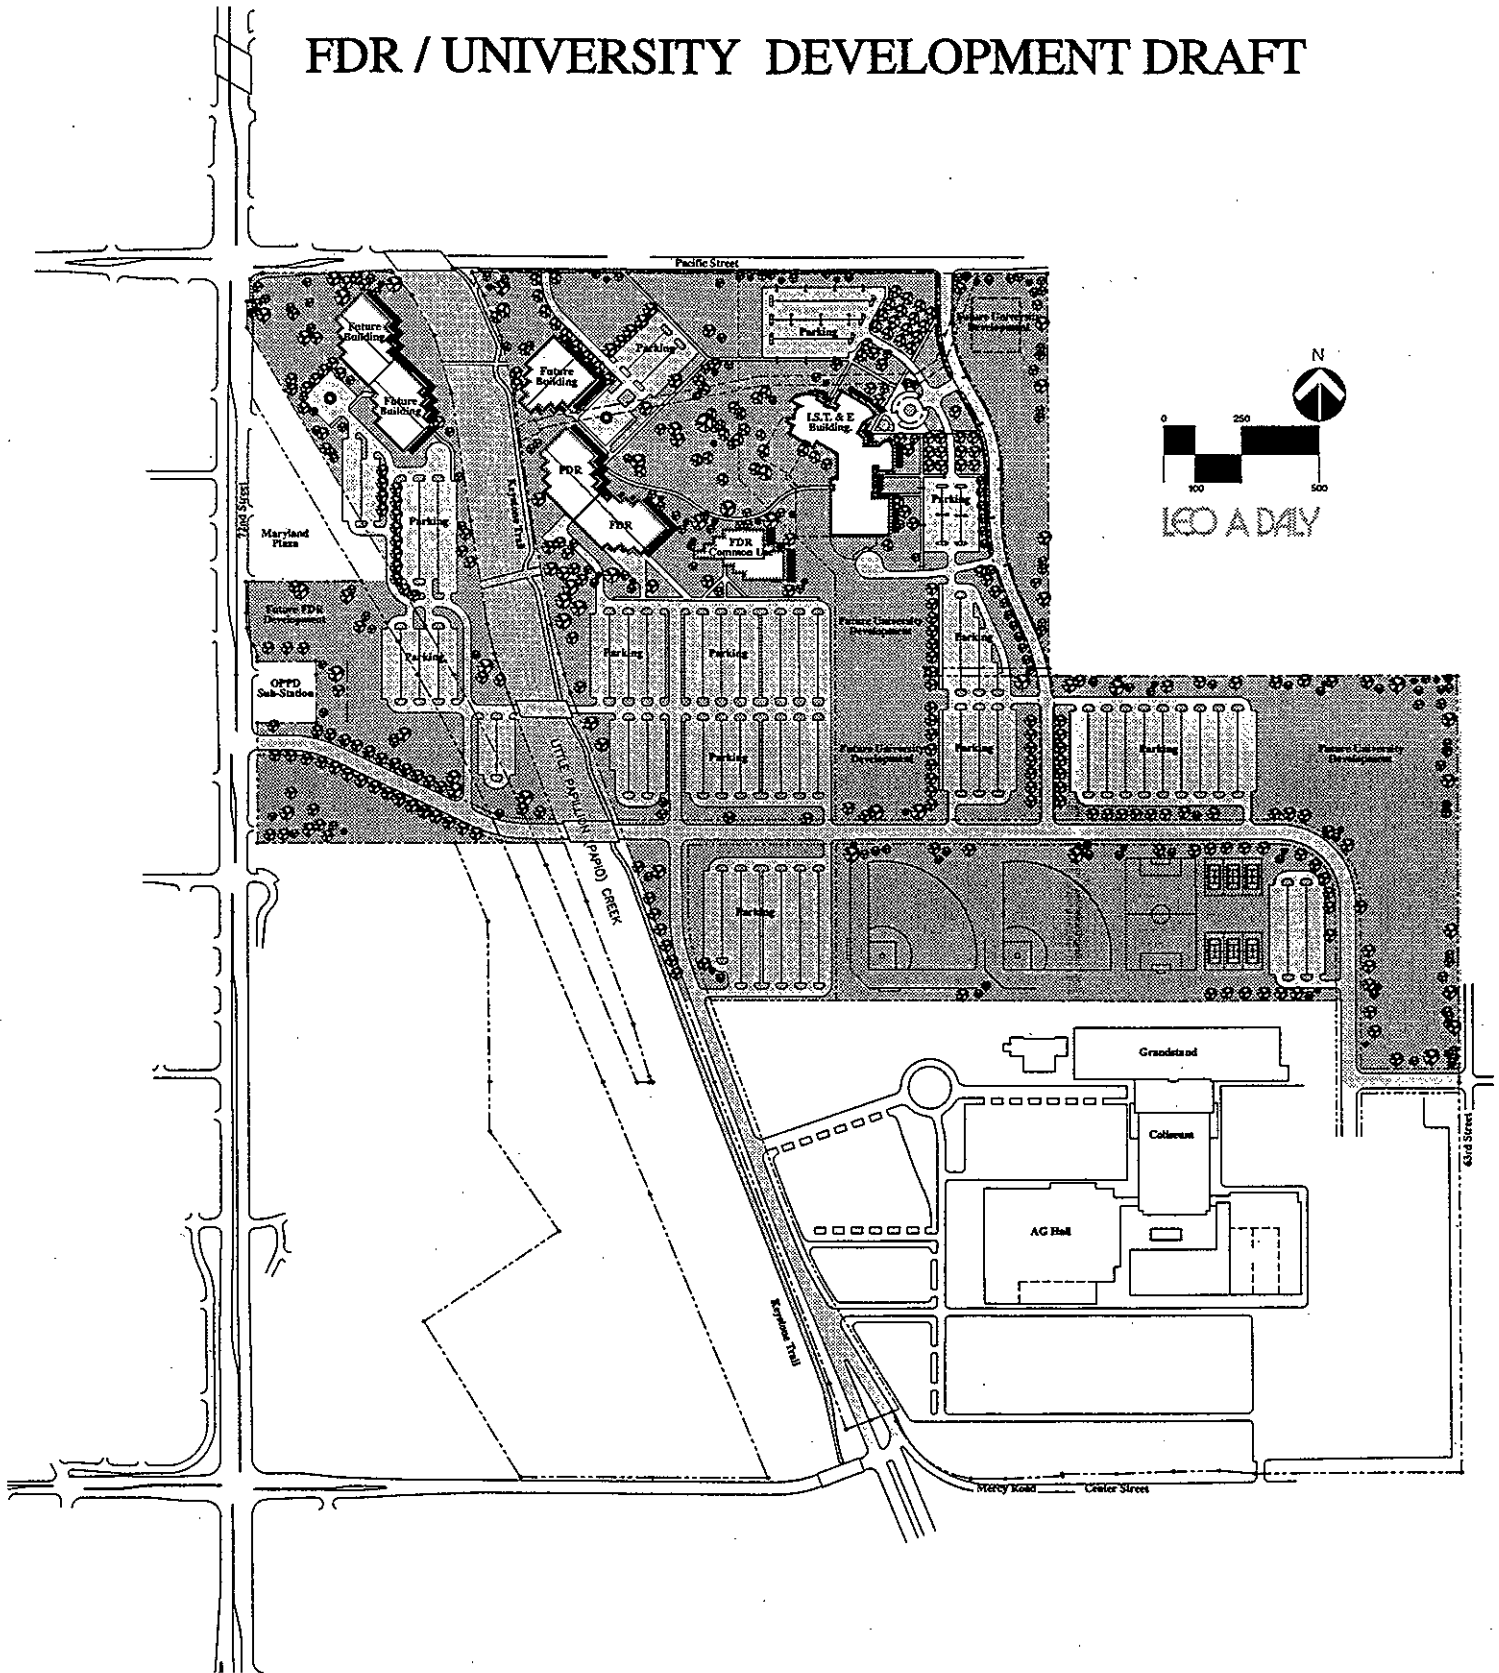 FDR / UNIVERSITY DEVELOPMENT DRAFT
Pacific Street
Future
Building
Future
Building
Future
Building
Parking
Parking
Future University
Development
I.S.T. & E
Building
N
0
250
100
500
LEO A DALY
72nd Street
Maryland
Plaza
Parking
Keystone Trail
FDR
FDR
FDR
Common Use
Parking
Future FDR
Development
Parking
OPPD
Sub-Station
Parking
Parking
Future University
Development
Parking
Parking
Future University
Development
Parking
Parking
Future University
Development
LITTLE PAPILLION (PAPIO) CREEK
Parking
Grandstand
Coliseum
AG Hall
63rd Street
Keystone Trail
Mercy Road
Center Street